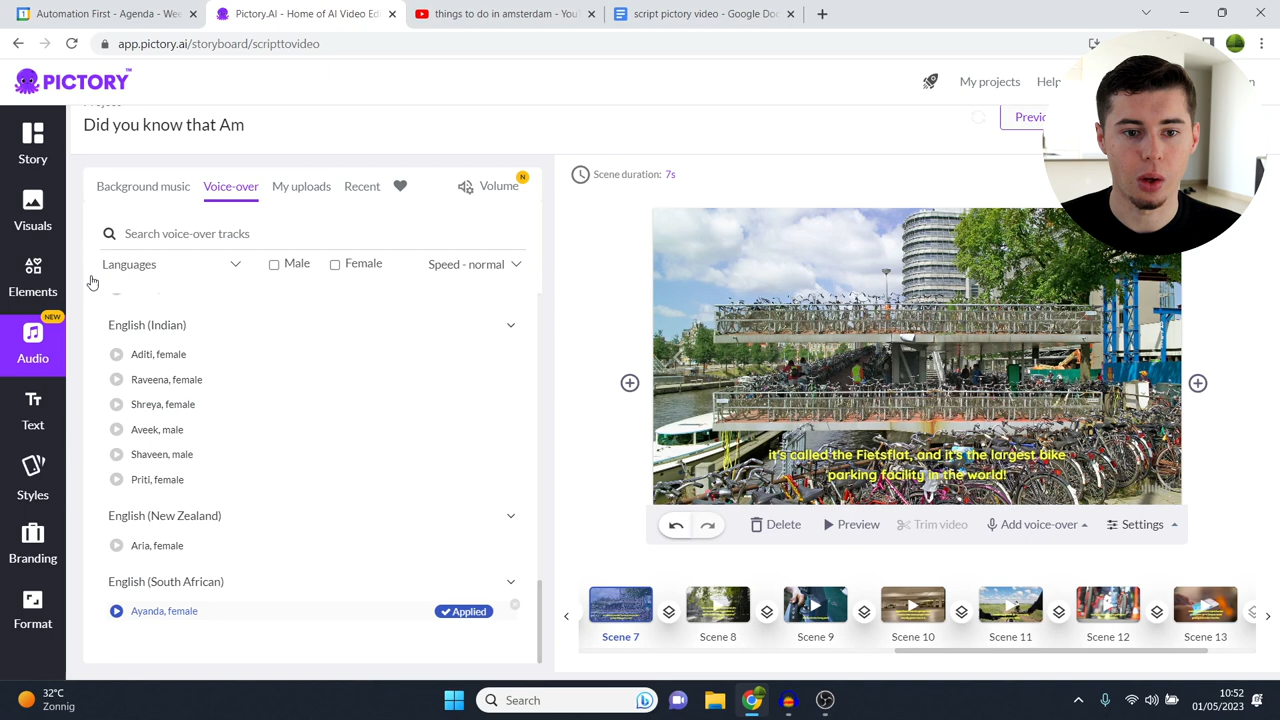 Automation First - Agenda - Wee
Pictory.AI - Home of AI Video Edi
things to do in amsterdam - YouT
script pictory video - Google Doc
app.pictory.ai/storyboard/scripttovideo
PICTORY
My projects
Help
Did you know that Am
Previ
Story
Visuals
Elements
NEW
Audio
Text
Styles
Branding
Format
Background music
Voice-over
My uploads
Recent
Volume
N
Search voice-over tracks
Languages
Male
Female
Speed - normal
English (Indian)
Aditi, female
Raveena, female
Shreya, female
Aveek, male
Shaveen, male
Priti, female
English (New Zealand)
Aria, female
English (South African)
Ayanda, female
Applied
Scene duration: 7s
it's called the Fietsflat, and it's the largest bike
parking facility in the world!
Delete
Preview
Trim video
Add voice-over
Settings
Scene 7
Scene 8
Scene 9
Scene 10
Scene 11
Scene 12
Scene 13
32°C
Zonnig
Search
10:52
01/05/2023